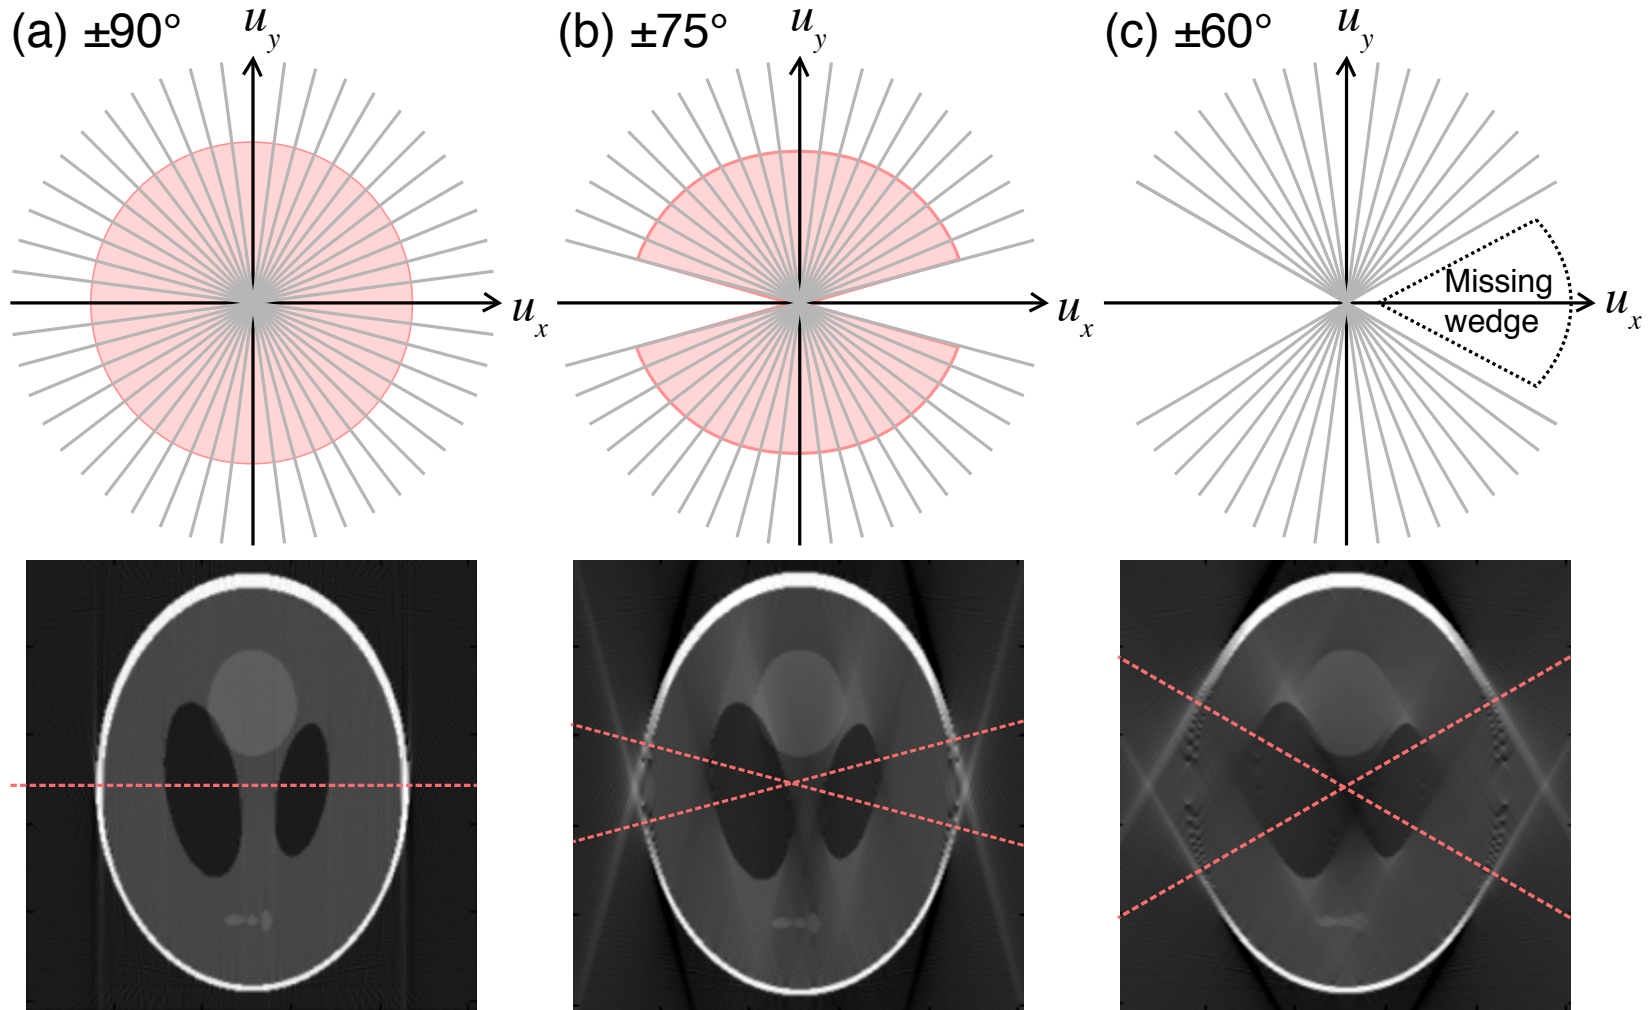 (a) ±90°
u_y
(b) ±75°
u_y
(c) ±60°
u_y
u_x
u_x
Missing
wedge
u_x